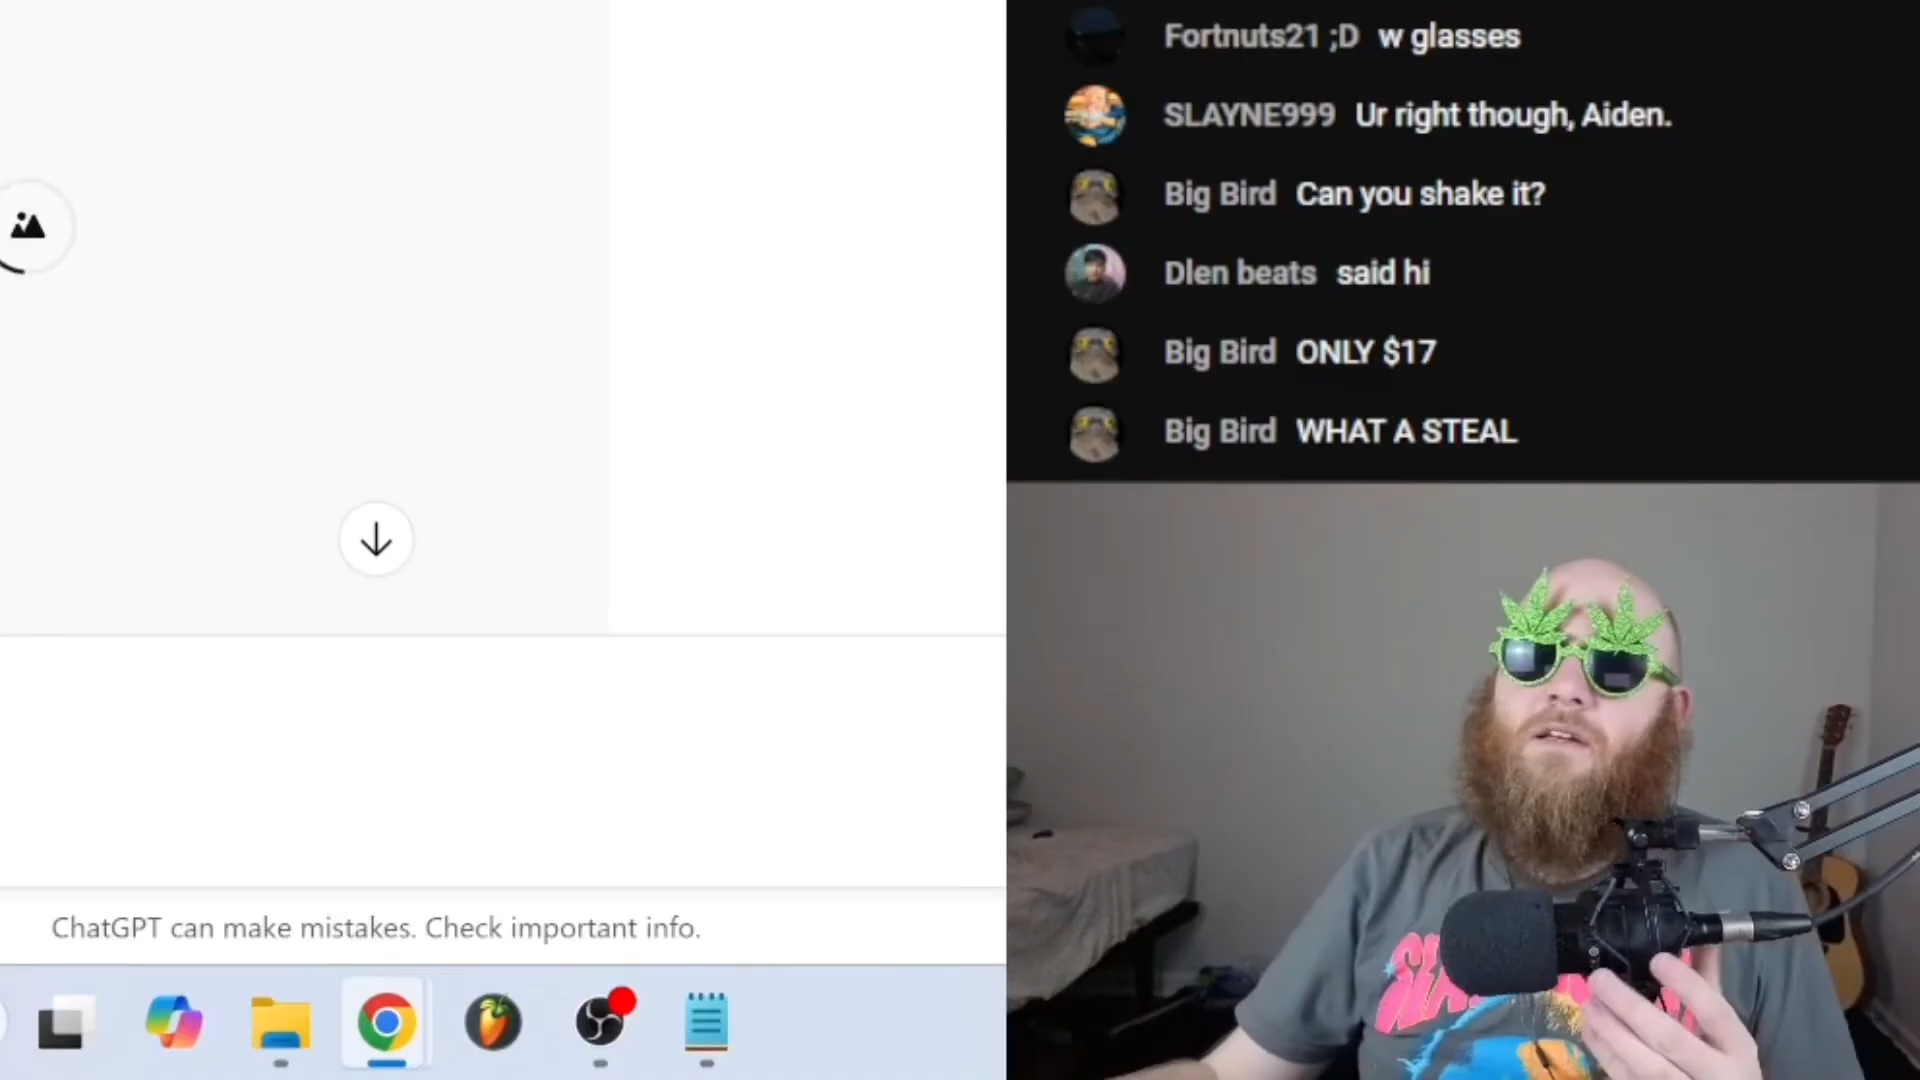 Fortnuts21 ;D w glasses
SLAYNE999 Ur right though, Aiden.
Big Bird Can you shake it?
Dlen beats said hi
Big Bird ONLY $17
Big Bird WHAT A STEAL
ChatGPT can make mistakes. Check important info.